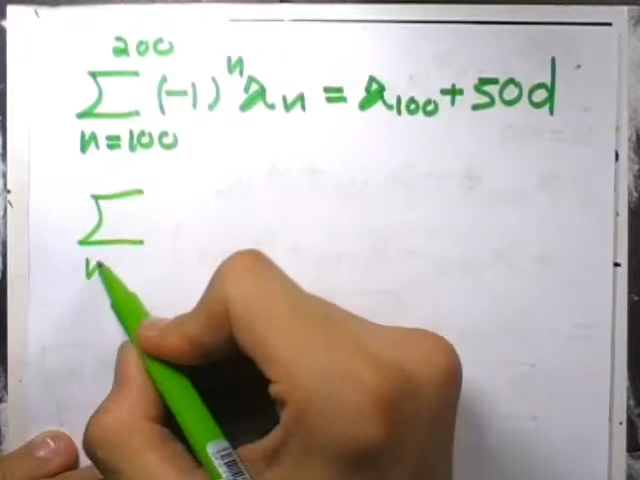 200
∑ (-1)ⁿ aₙ = a₁₀₀ + 50d
n=100
∑
n